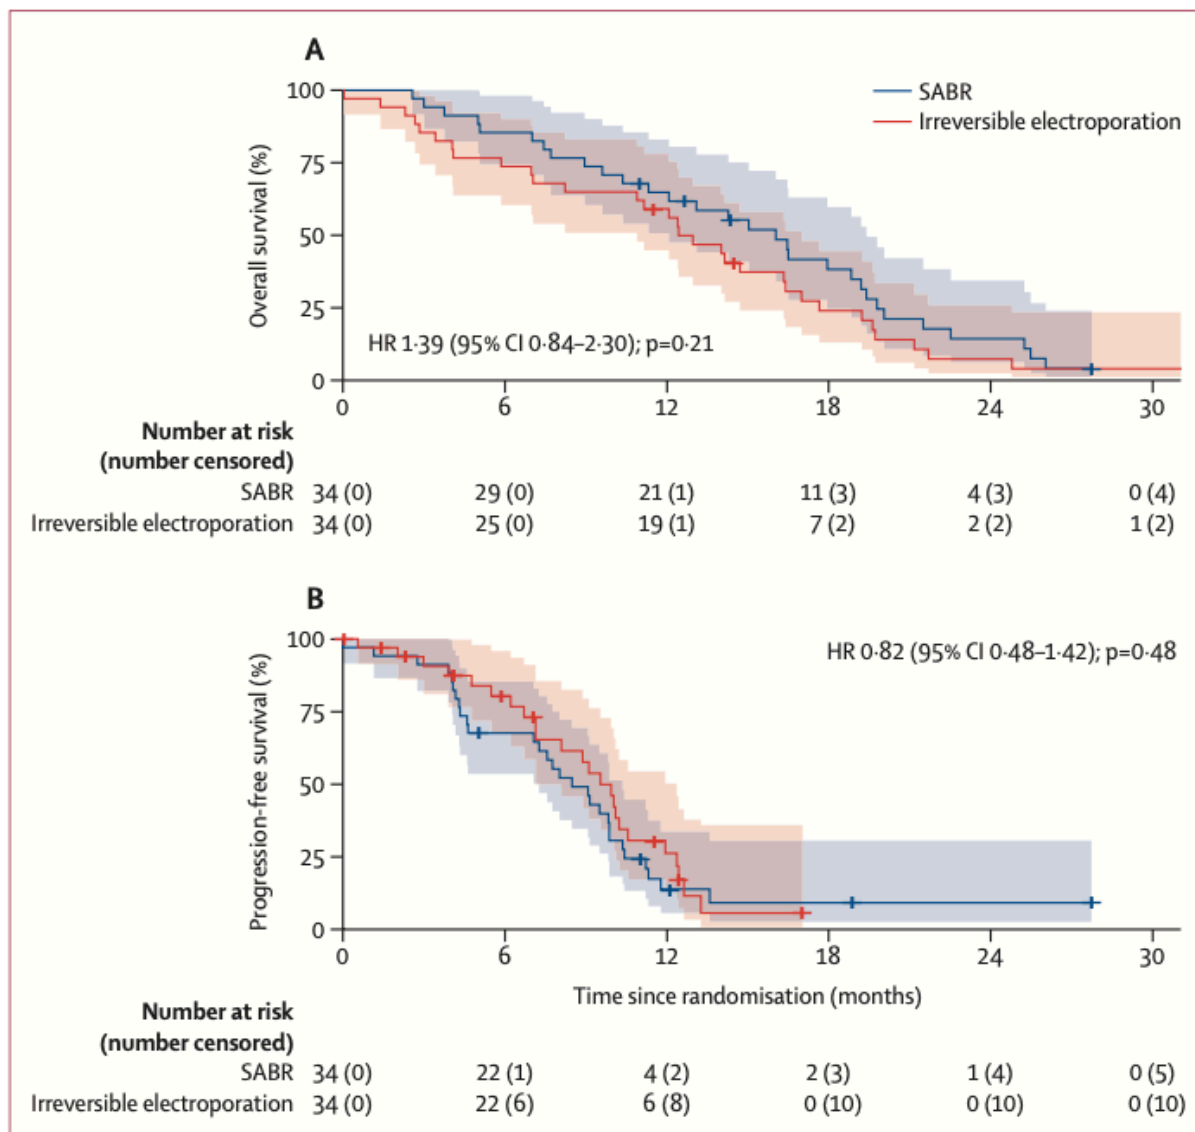 A
100
75
50
25
0
Overall survival (%)
SABR
Irreversible electroporation
HR 1·39 (95% CI 0·84–2·30); p=0·21
0 6 12 18 24 30
Number at risk
(number censored)
SABR 34 (0) 29 (0) 21 (1) 11 (3) 4 (3) 0 (4)
Irreversible electroporation 34 (0) 25 (0) 19 (1) 7 (2) 2 (2) 1 (2)
B
100
75
50
25
0
Progression-free survival (%)
HR 0·82 (95% CI 0·48–1·42); p=0·48
0 6 12 18 24 30
Time since randomisation (months)
Number at risk
(number censored)
SABR 34 (0) 22 (1) 4 (2) 2 (3) 1 (4) 0 (5)
Irreversible electroporation 34 (0) 22 (6) 6 (8) 0 (10) 0 (10) 0 (10)